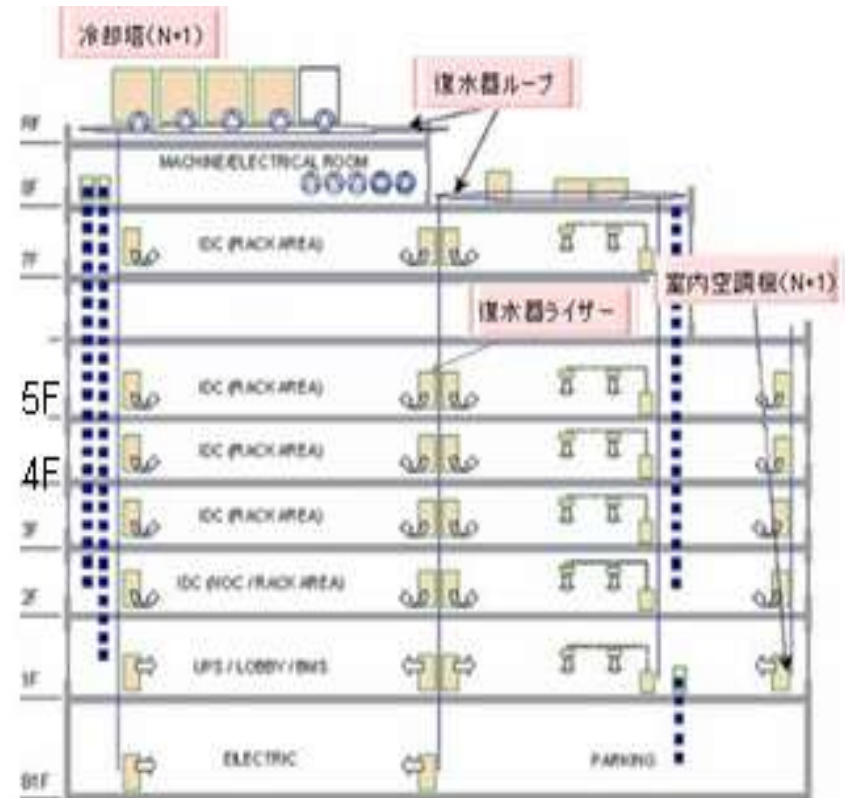 冷却塔(N+1)
復水器ループ
RF
MACHINE/ELECTRICAL ROOM
8F
IDC (RACK AREA)
7F
室内空調機(N+1)
復水器ライザー
5F
IDC (RACK AREA)
4F
IDC (RACK AREA)
3F
IDC (RACK AREA)
2F
IDC (NOC / RACK AREA)
1F
UPS / LOBBY / BMS
ELECTRIC
PARKING
B1F